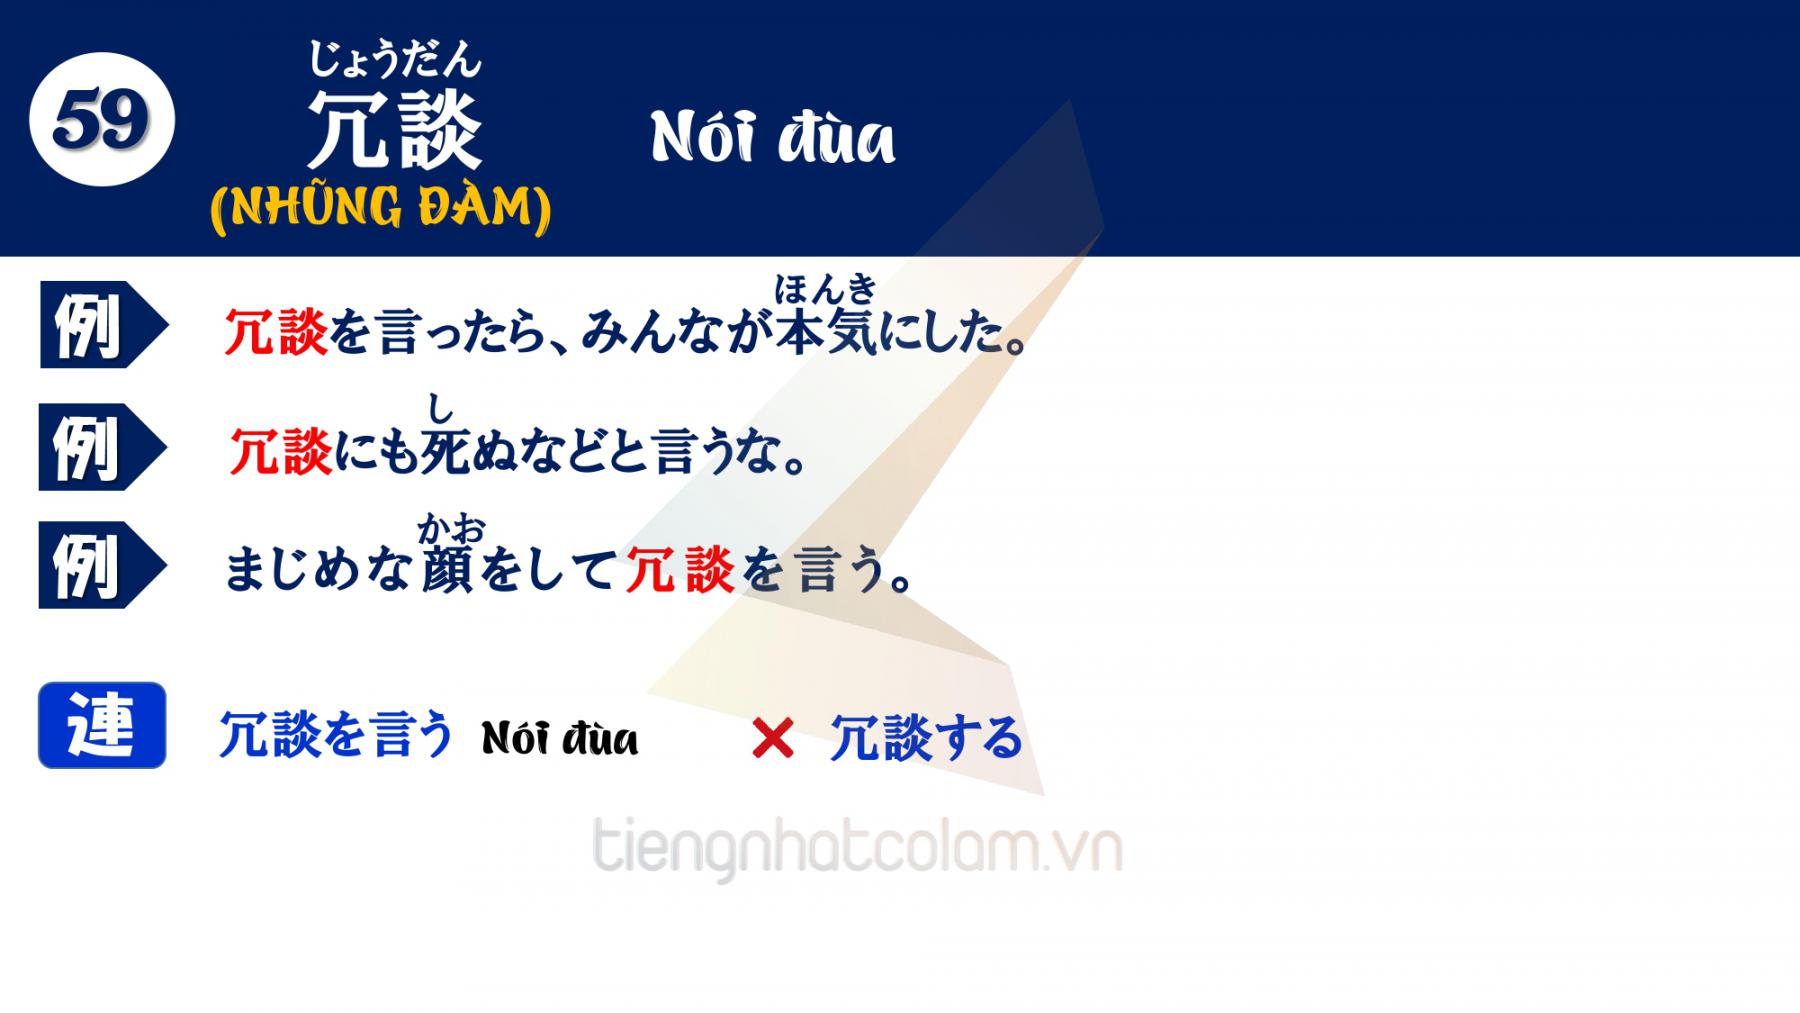 59
じょうだん
冗談
(NHŨNG ĐÀM)
Nói đùa
ほんき
例 冗談を言ったら、みんなが本気にした。
し
例 冗談にも死ぬなどと言うな。
かお
例 まじめな顔をして冗談を言う。
連 冗談を言う Nói đùa ✕ 冗談する
tiengnhatcolam.vn